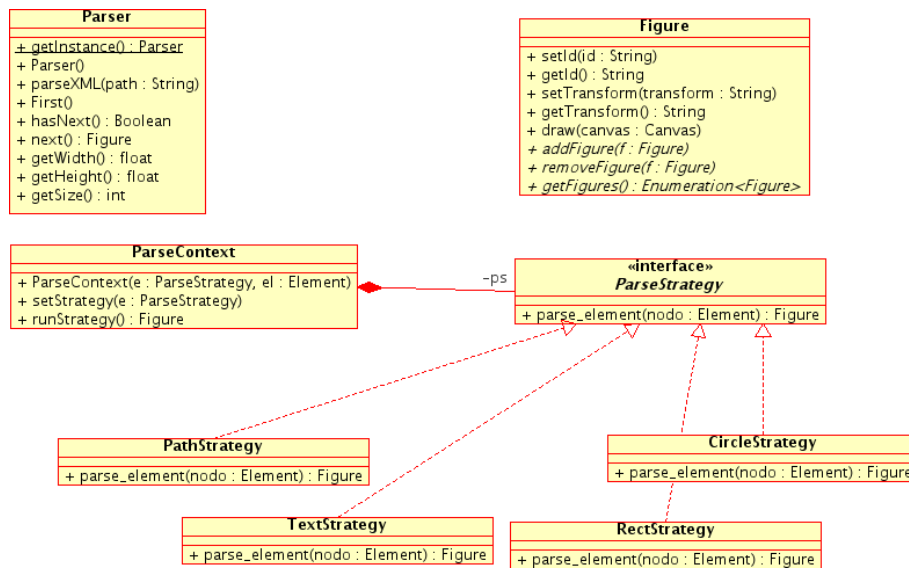 Parser
+ getInstance() : Parser
+ Parser()
+ parseXML(path : String)
+ First()
+ hasNext() : Boolean
+ next() : Figure
+ getWidth() : float
+ getHeight() : float
+ getSize() : int
Figure
+ setId(id : String)
+ getId() : String
+ setTransform(transform : String)
+ getTransform() : String
+ draw(canvas : Canvas)
+ addFigure(f : Figure)
+ removeFigure(f : Figure)
+ getFigures() : Enumeration<Figure>
ParseContext
+ ParseContext(e : ParseStrategy, el : Element)
+ setStrategy(e : ParseStrategy)
+ runStrategy() : Figure
-ps
«interface»
ParseStrategy
+ parse_element(nodo : Element) : Figure
PathStrategy
+ parse_element(nodo : Element) : Figure
CircleStrategy
+ parse_element(nodo : Element) : Figure
TextStrategy
+ parse_element(nodo : Element) : Figure
RectStrategy
+ parse_element(nodo : Element) : Figure